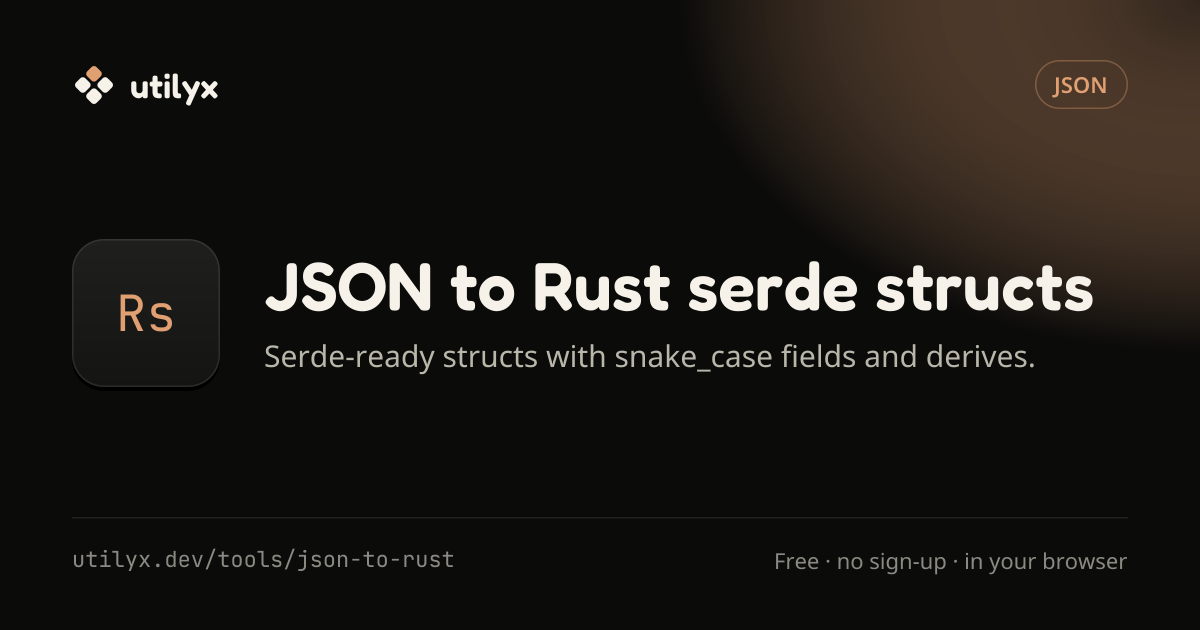 utilyx
JSON
Rs
JSON to Rust serde structs
Serde-ready structs with snake_case fields and derives.
utilyx.dev/tools/json-to-rust
Free · no sign-up · in your browser